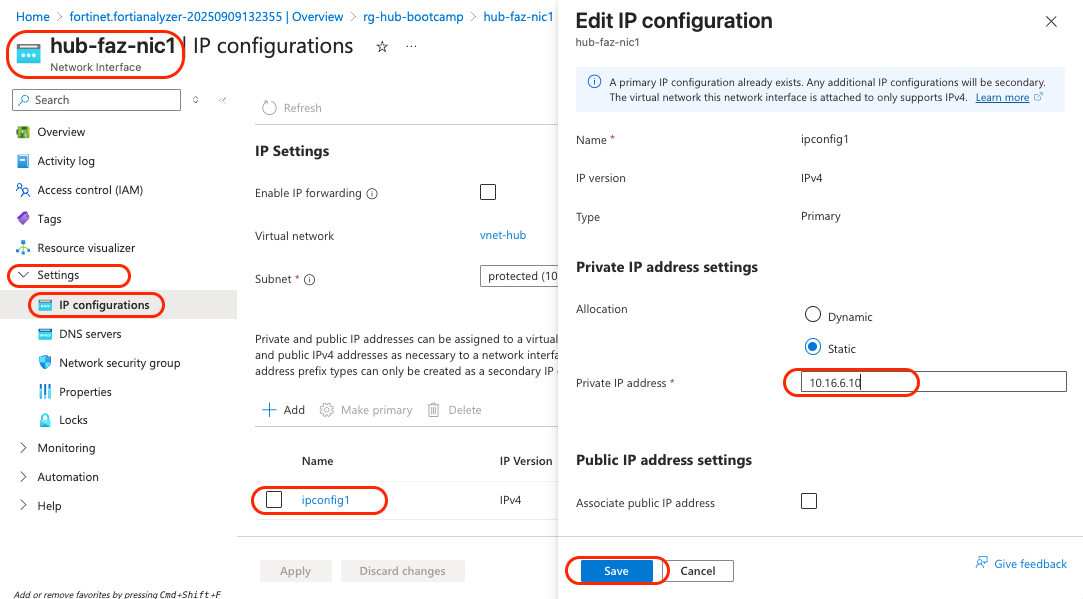 Home > fortinet.fortianalyzer-20250909132355 | Overview > rg-hub-bootcamp > hub-faz-nic1
hub-faz-nic1 | IP configurations ☆ ...
Network Interface
Search
Overview
Activity log
Access control (IAM)
Tags
Resource visualizer
Settings
IP configurations
DNS servers
Network security group
Properties
Locks
Monitoring
Automation
Help
Add or remove favorites by pressing Cmd+Shift+F
Refresh
IP Settings
Enable IP forwarding
Virtual network vnet-hub
Subnet * protected (10
Private and public IP addresses can be assigned to a virtual
and public IPv4 addresses as necessary to a network interfa
address prefix types can only be created as a secondary IP
Add Make primary Delete
Name IP Version
ipconfig1 IPv4
Apply Discard changes
Edit IP configuration
hub-faz-nic1
A primary IP configuration already exists. Any additional IP configurations will be secondary.
The virtual network this network interface is attached to only supports IPv4. Learn more
Name * ipconfig1
IP version IPv4
Type Primary
Private IP address settings
Allocation Dynamic
Static
Private IP address * 10.16.6.10
Public IP address settings
Associate public IP address
Save Cancel
Give feedback